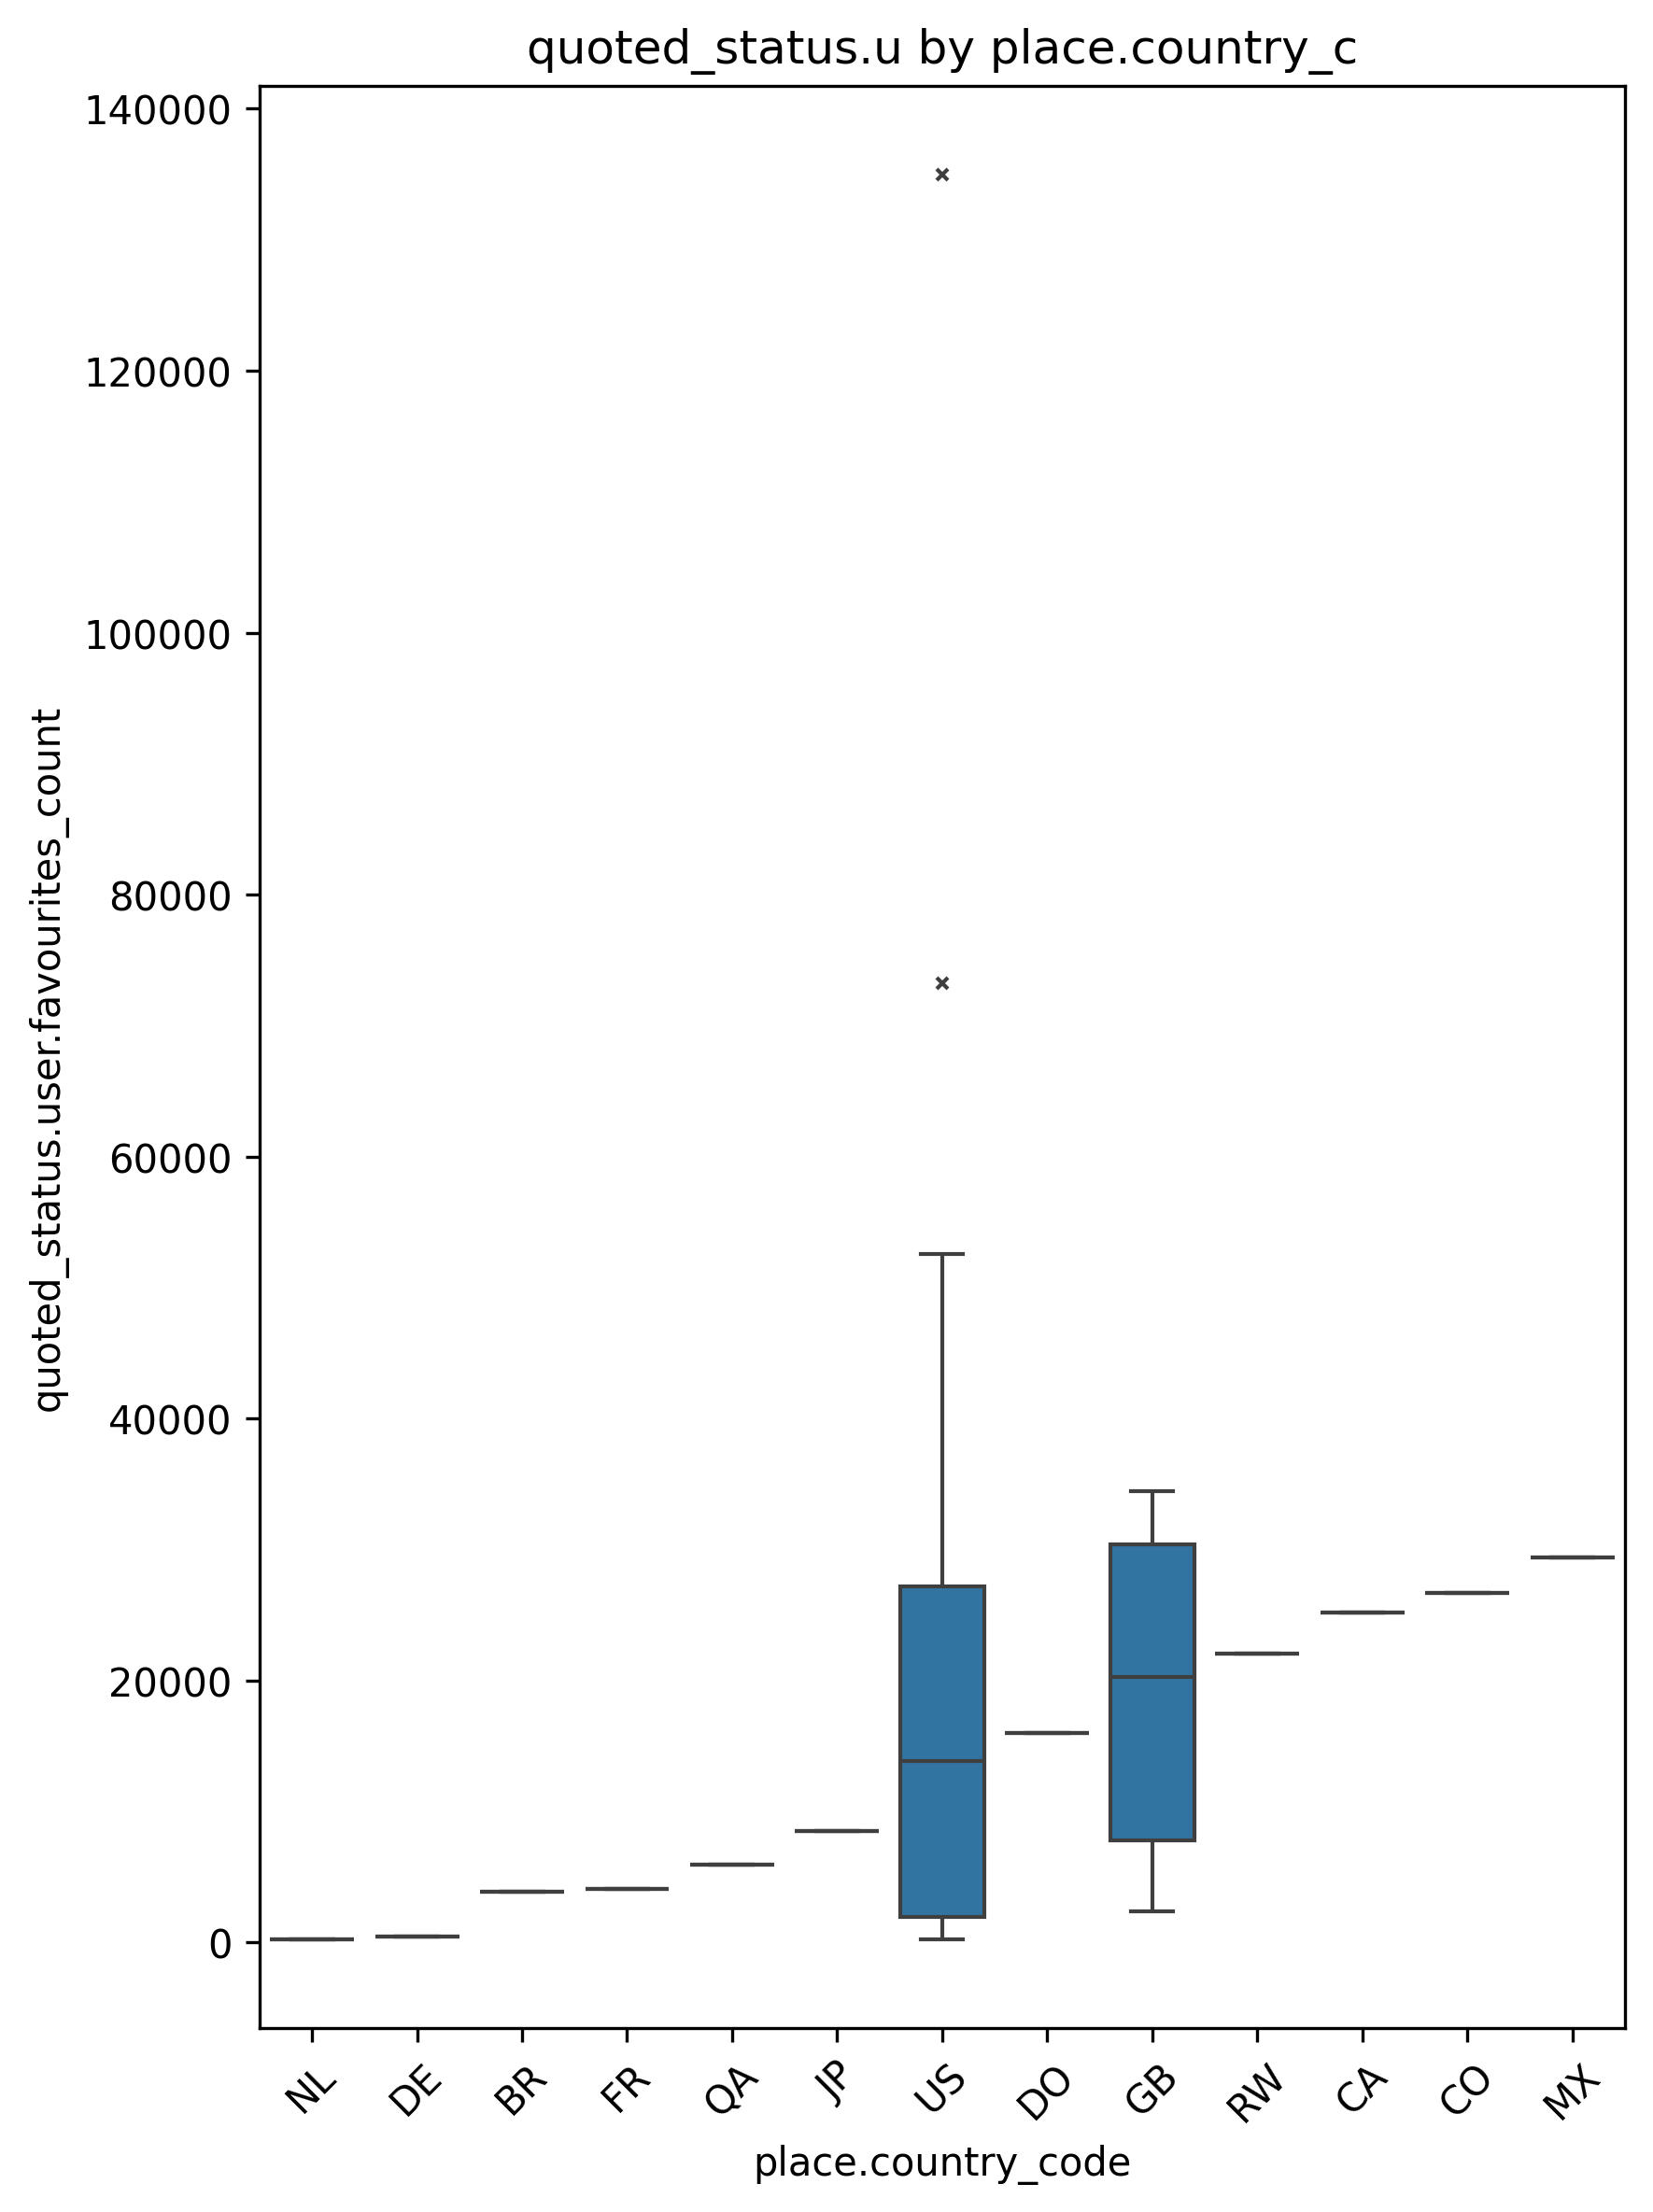 quoted_status.u by place.country_c
140000
120000
100000
80000
60000
40000
20000
0
quoted_status.user.favourites_count
NL DE BR FR QA JP US DO GB RW CA CO MX
place.country_code